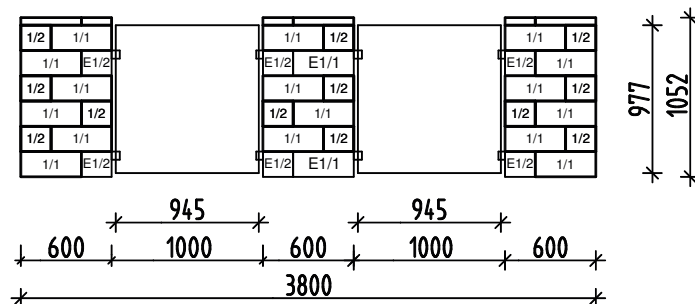 1/2 1/1 1/1 1/2 1/1 1/2
1/1 E1/2 E1/2 E1/1 E1/2 1/1
1/2 1/1 1/1 1/2 1/1 1/2
1/1 1/2 1/2 1/1 1/2 1/1
1/2 1/1 1/1 1/2 1/1 1/2
1/1 E1/2 E1/2 E1/1 E1/2 1/1
977
1052
945 945
600 1000 600 1000 600
3800